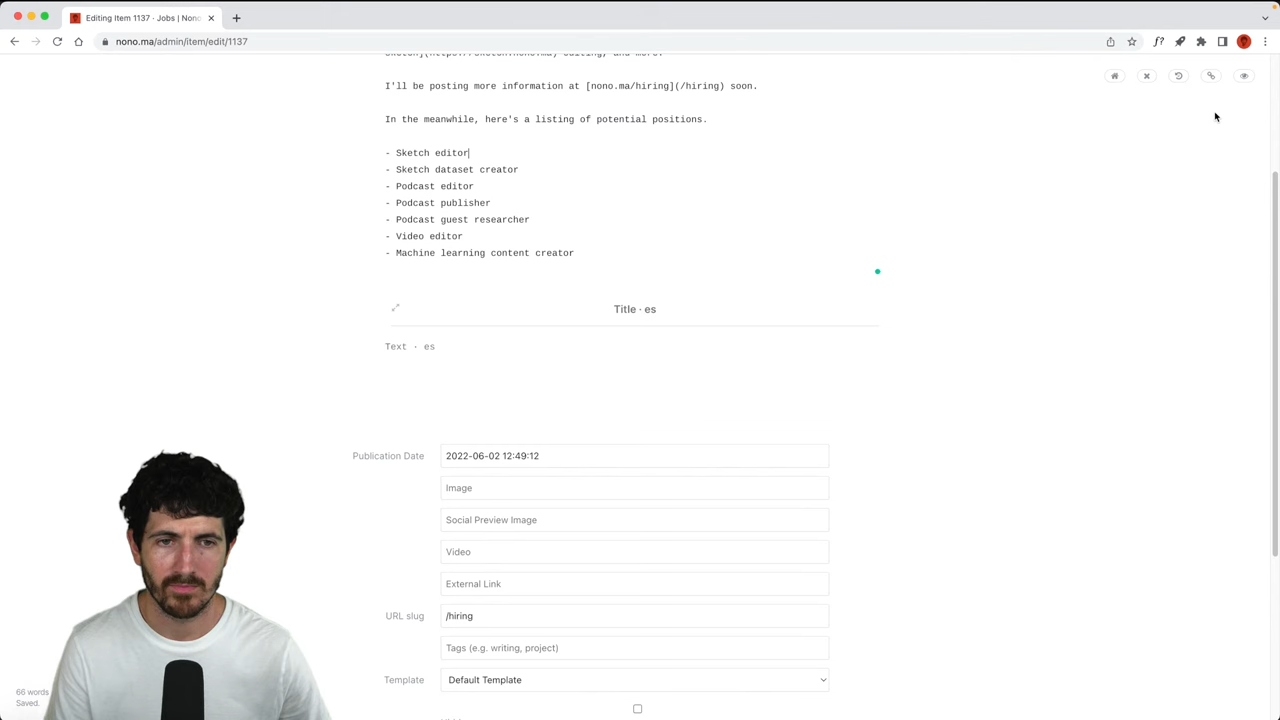 Editing Item 1137 · Jobs | Nono
nono.ma/admin/item/edit/1137
I'll be posting more information at [nono.ma/hiring](/hiring) soon.
In the meanwhile, here's a listing of potential positions.
- Sketch editor
- Sketch dataset creator
- Podcast editor
- Podcast publisher
- Podcast guest researcher
- Video editor
- Machine learning content creator
Title · es
Text · es
Publication Date 2022-06-02 12:49:12
Image
Social Preview Image
Video
External Link
URL slug /hiring
Tags (e.g. writing, project)
Template Default Template
66 words
Saved.